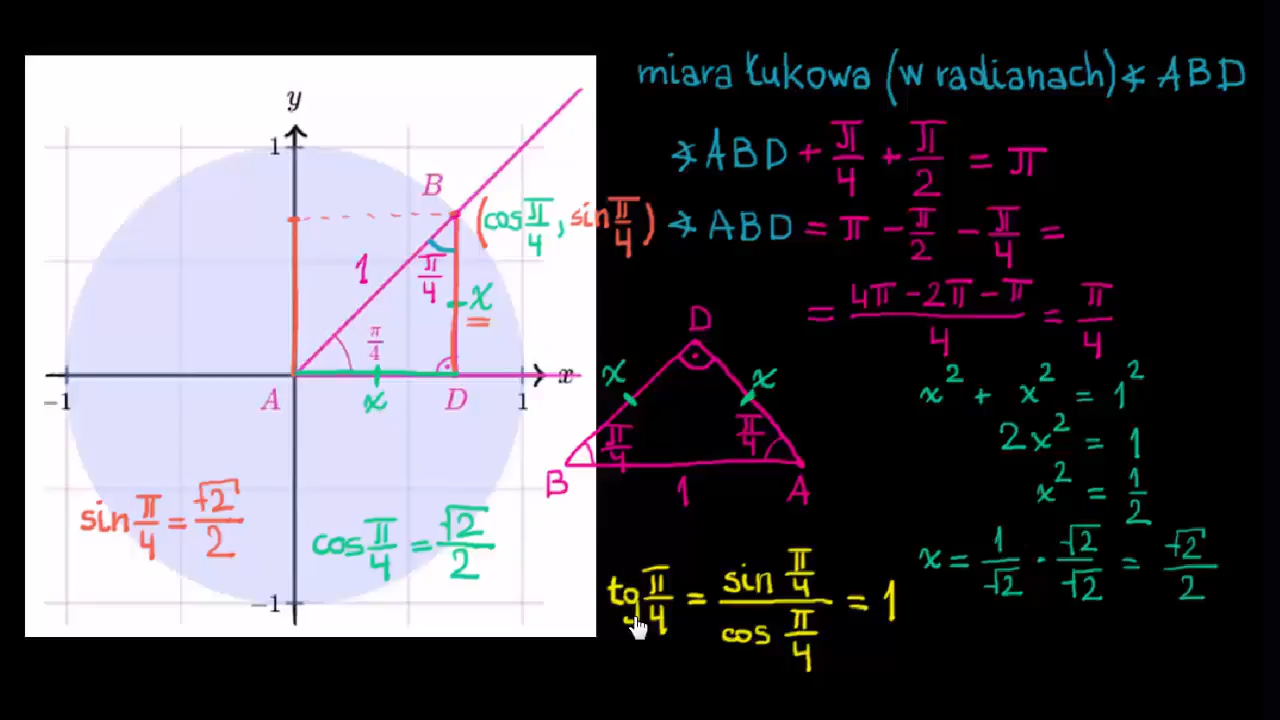 miara łukowa (w radianach) ∢ ABD
∢ ABD + π/4 + π/2 = π
∢ ABD = π - π/2 - π/4 =
= (4π - 2π - π)/4 = π/4
y
1
B
(cos π/4, sin π/4)
1
π/4
x
π/4
A
x
D
x
-1
1
-1
sin π/4 = √2/2
cos π/4 = √2/2
D
x
x
π/4
π/4
B
1
A
x² + x² = 1²
2x² = 1
x² = 1/2
x = 1/√2 · √2/√2 = √2/2
tg π/4 = sin π/4 / cos π/4 = 1